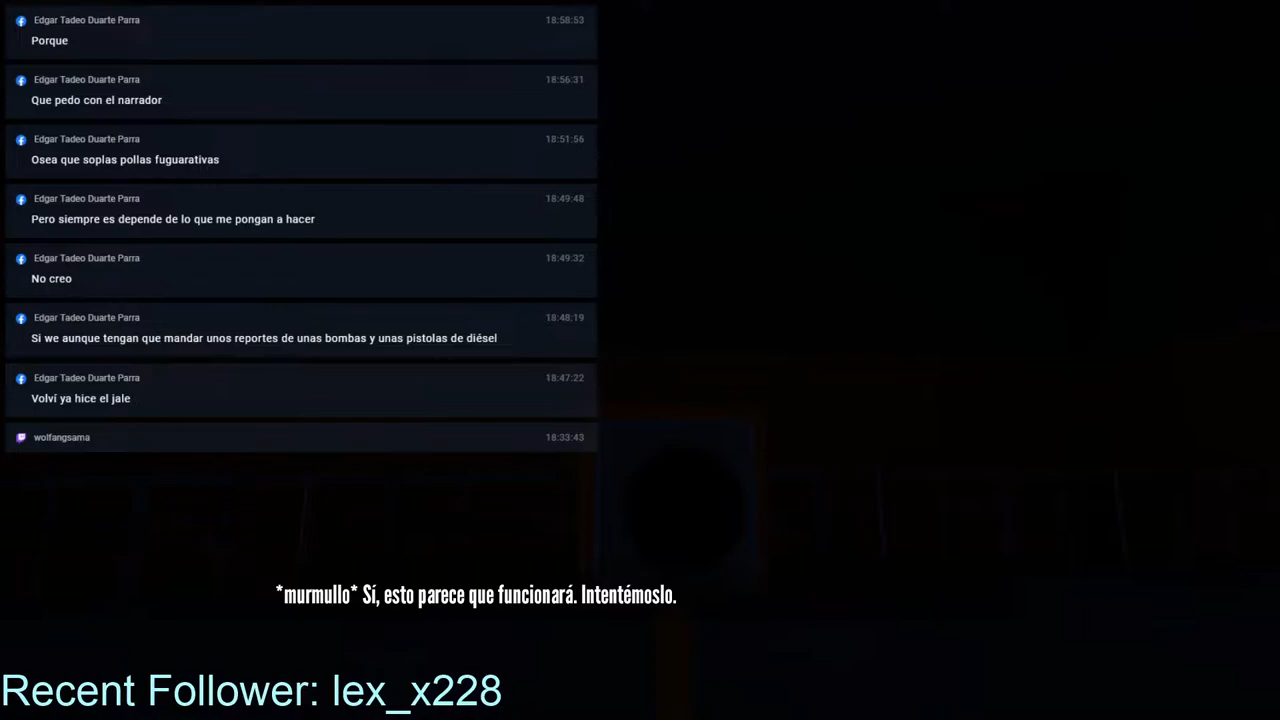 Edgar Tadeo Duarte Parra 18:58:53
Porque
Edgar Tadeo Duarte Parra 18:56:31
Que pedo con el narrador
Edgar Tadeo Duarte Parra 18:51:56
Osea que soplas pollas fuguarativas
Edgar Tadeo Duarte Parra 18:49:48
Pero siempre es depende de lo que me pongan a hacer
Edgar Tadeo Duarte Parra 18:49:32
No creo
Edgar Tadeo Duarte Parra 18:48:19
Si we aunque tengan que mandar unos reportes de unas bombas y unas pistolas de diésel
Edgar Tadeo Duarte Parra 18:47:22
Volví ya hice el jale
wolfangsama 18:33:43
*murmullo* Sí, esto parece que funcionará. Intentémoslo.
Recent Follower: lex_x228